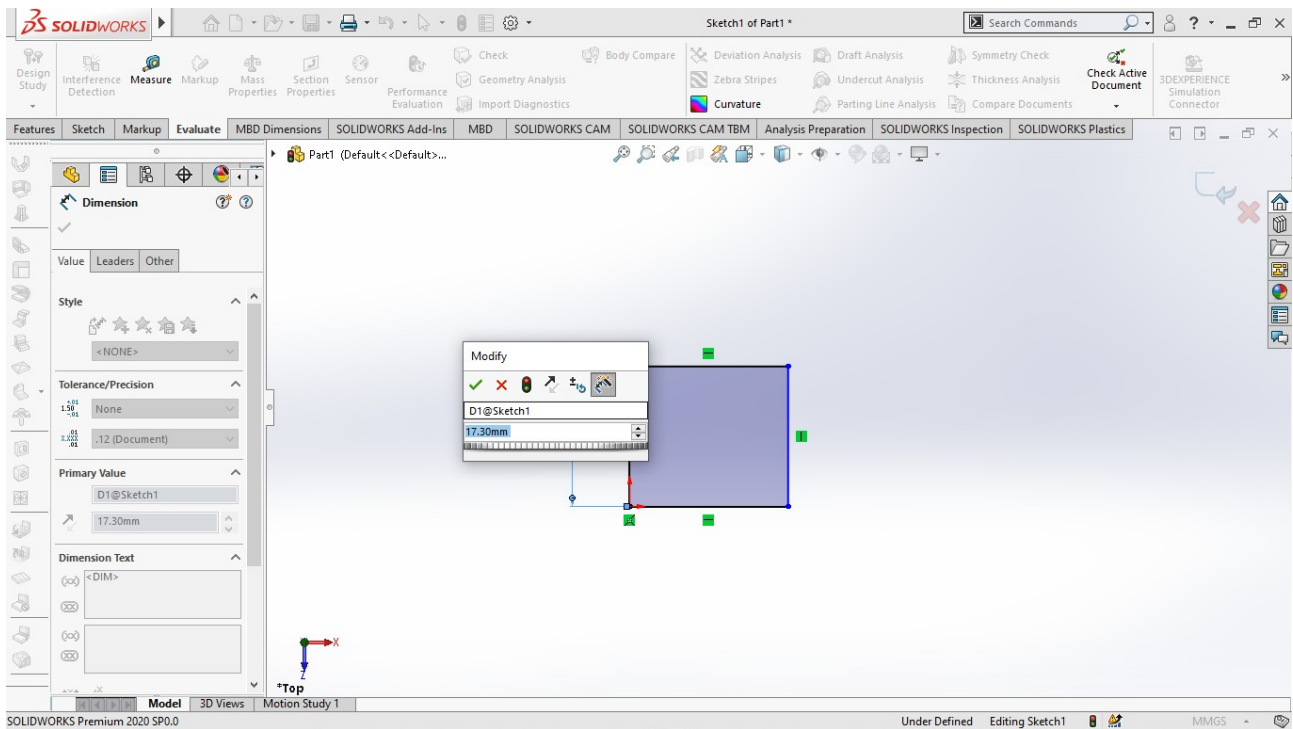 SOLIDWORKS
Sketch1 of Part1 *
Search Commands
?
Design Study
Interference Detection
Measure
Markup
Mass Properties
Section Properties
Sensor
Performance Evaluation
Check
Geometry Analysis
Import Diagnostics
Body Compare
Deviation Analysis
Zebra Stripes
Curvature
Draft Analysis
Undercut Analysis
Parting Line Analysis
Symmetry Check
Thickness Analysis
Compare Documents
Check Active Document
3DEXPERIENCE Simulation Connector
Features Sketch Markup Evaluate MBD Dimensions SOLIDWORKS Add-Ins MBD SOLIDWORKS CAM SOLIDWORKS CAM TBM Analysis Preparation SOLIDWORKS Inspection SOLIDWORKS Plastics
Part1 (Default<<Default>...
Dimension
Value Leaders Other
Style
<NONE>
Tolerance/Precision
None
.12 (Document)
Primary Value
D1@Sketch1
17.30mm
Dimension Text
<DIM>
Modify
D1@Sketch1
17.30mm
X
Z
*Top
Model 3D Views Motion Study 1
SOLIDWORKS Premium 2020 SP0.0
Under Defined Editing Sketch1 MMGS